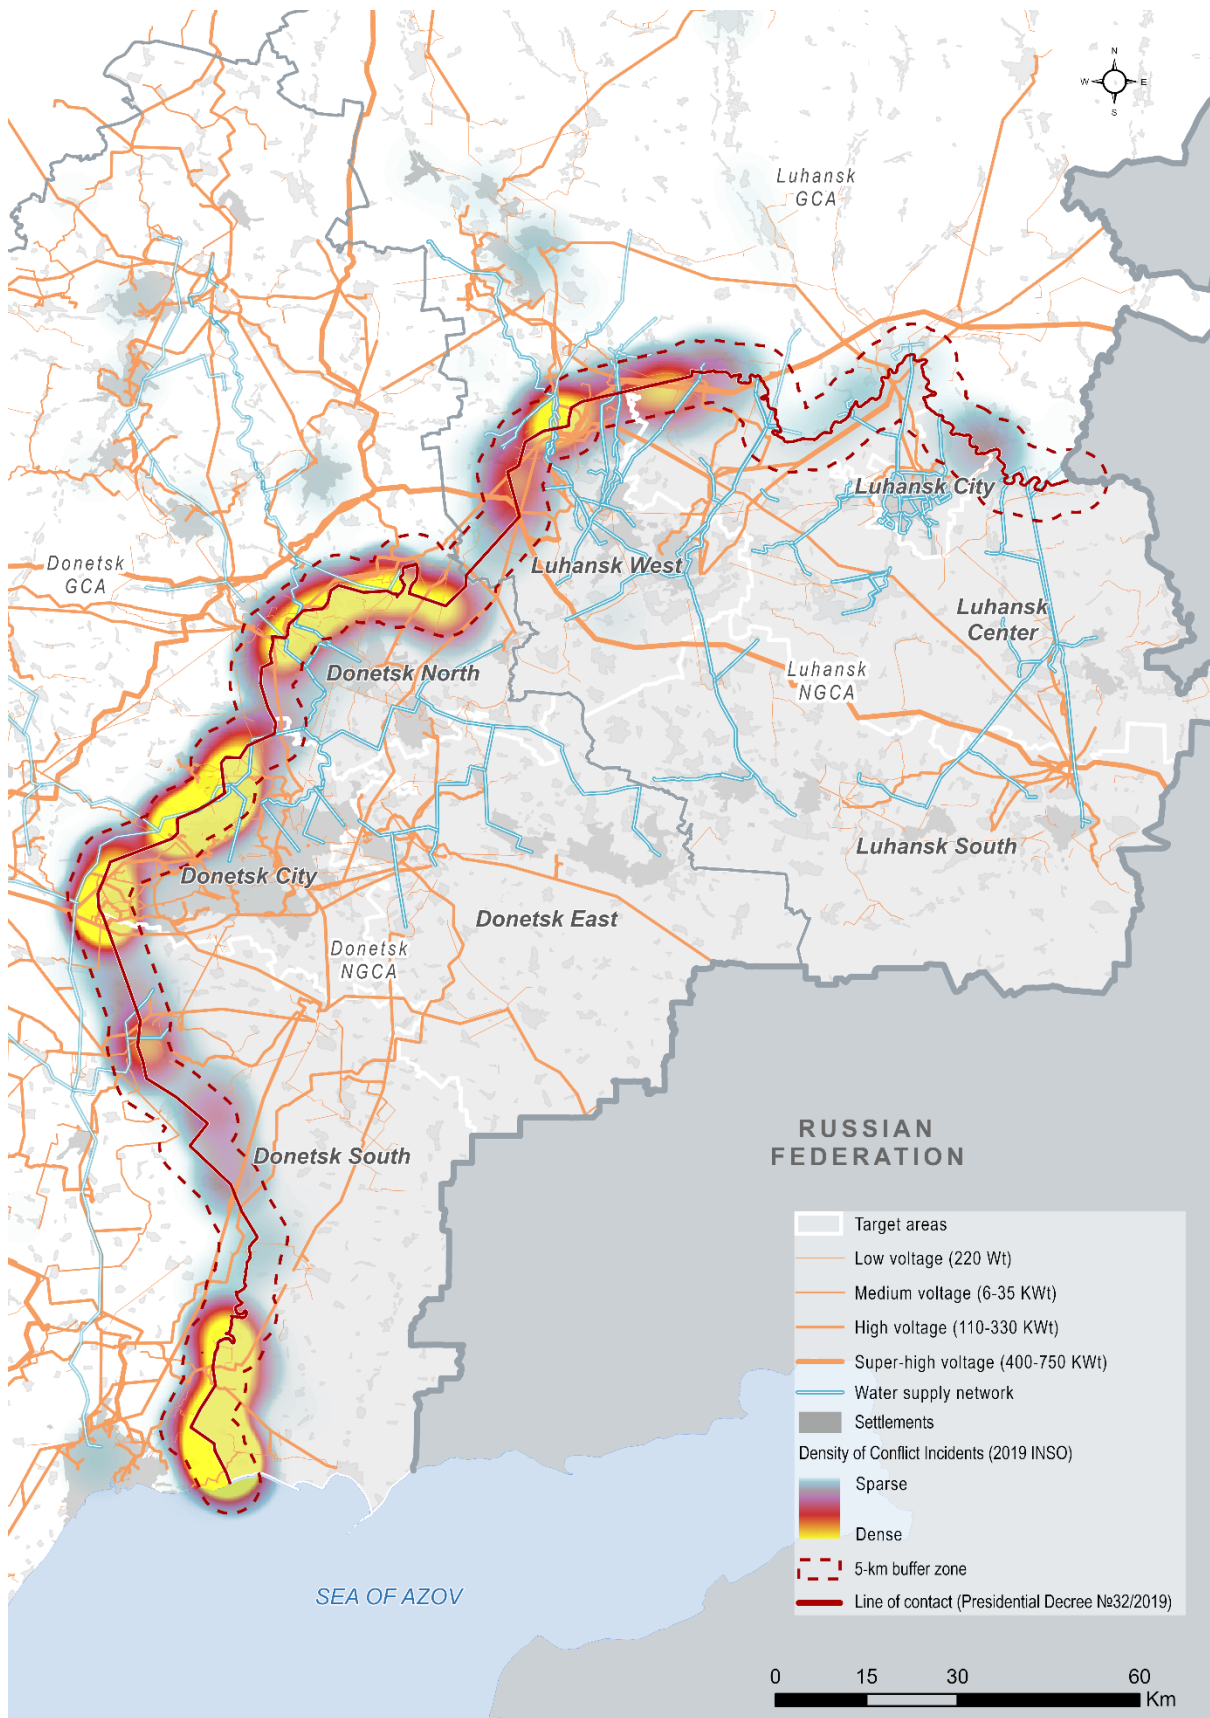 N
W E
S
Luhansk
GCA
Luhansk City
Donetsk
GCA
Luhansk West
Luhansk
Center
Donetsk North
Luhansk
NGCA
Luhansk South
Donetsk City
Donetsk East
Donetsk
NGCA
RUSSIAN
FEDERATION
Donetsk South
Target areas
Low voltage (220 Wt)
Medium voltage (6-35 KWt)
High voltage (110-330 KWt)
Super-high voltage (400-750 KWt)
Water supply network
Settlements
Density of Conflict Incidents (2019 INSO)
Sparse
Dense
5-km buffer zone
Line of contact (Presidential Decree №32/2019)
SEA OF AZOV
0 15 30 60
Km